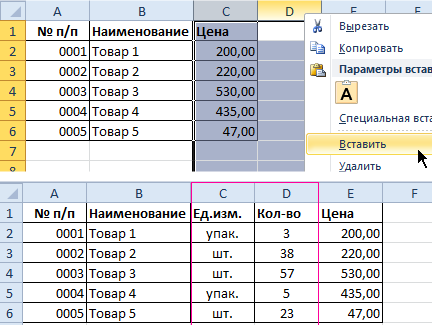 A B C D E F
1 № п/п Наименование Цена
2 0001 Товар 1 200,00
3 0002 Товар 2 220,00
4 0003 Товар 3 530,00
5 0004 Товар 4 435,00
6 0005 Товар 5 47,00
7
Вырезать
Копировать
Параметры вста
A
Специальная вста
Вставить
Удалить
A B C D E F
1 № п/п Наименование Ед.изм. Кол-во Цена
2 0001 Товар 1 упак. 3 200,00
3 0002 Товар 2 шт. 38 220,00
4 0003 Товар 3 шт. 57 530,00
5 0004 Товар 4 упак. 5 435,00
6 0005 Товар 5 шт. 23 47,00